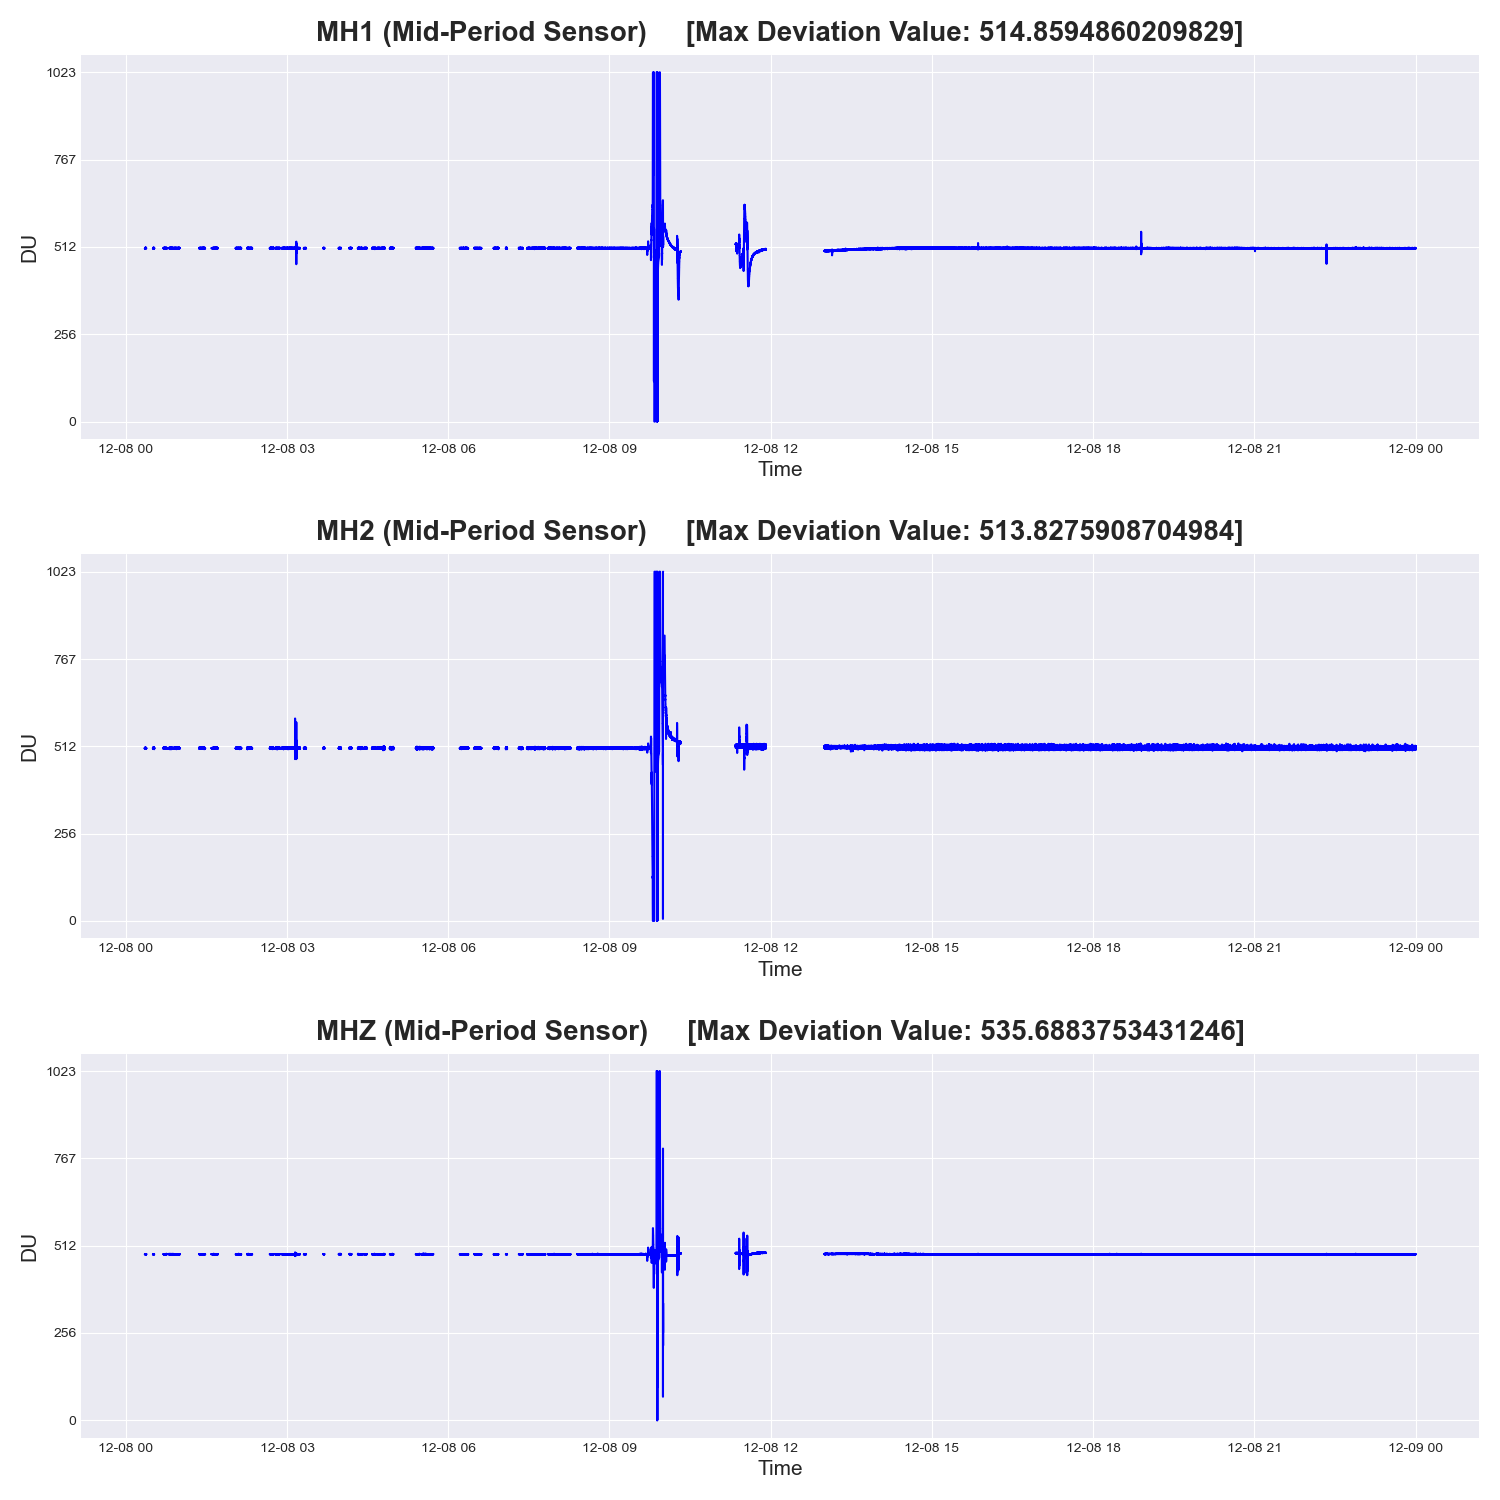 MH1 (Mid-Period Sensor) [Max Deviation Value: 514.8594860209829]
1023
767
512
256
0
DU
12-08 00 12-08 03 12-08 06 12-08 09 12-08 12 12-08 15 12-08 18 12-08 21 12-09 00
Time
MH2 (Mid-Period Sensor) [Max Deviation Value: 513.8275908704984]
1023
767
512
256
0
DU
12-08 00 12-08 03 12-08 06 12-08 09 12-08 12 12-08 15 12-08 18 12-08 21 12-09 00
Time
MHZ (Mid-Period Sensor) [Max Deviation Value: 535.6883753431246]
1023
767
512
256
0
DU
12-08 00 12-08 03 12-08 06 12-08 09 12-08 12 12-08 15 12-08 18 12-08 21 12-09 00
Time